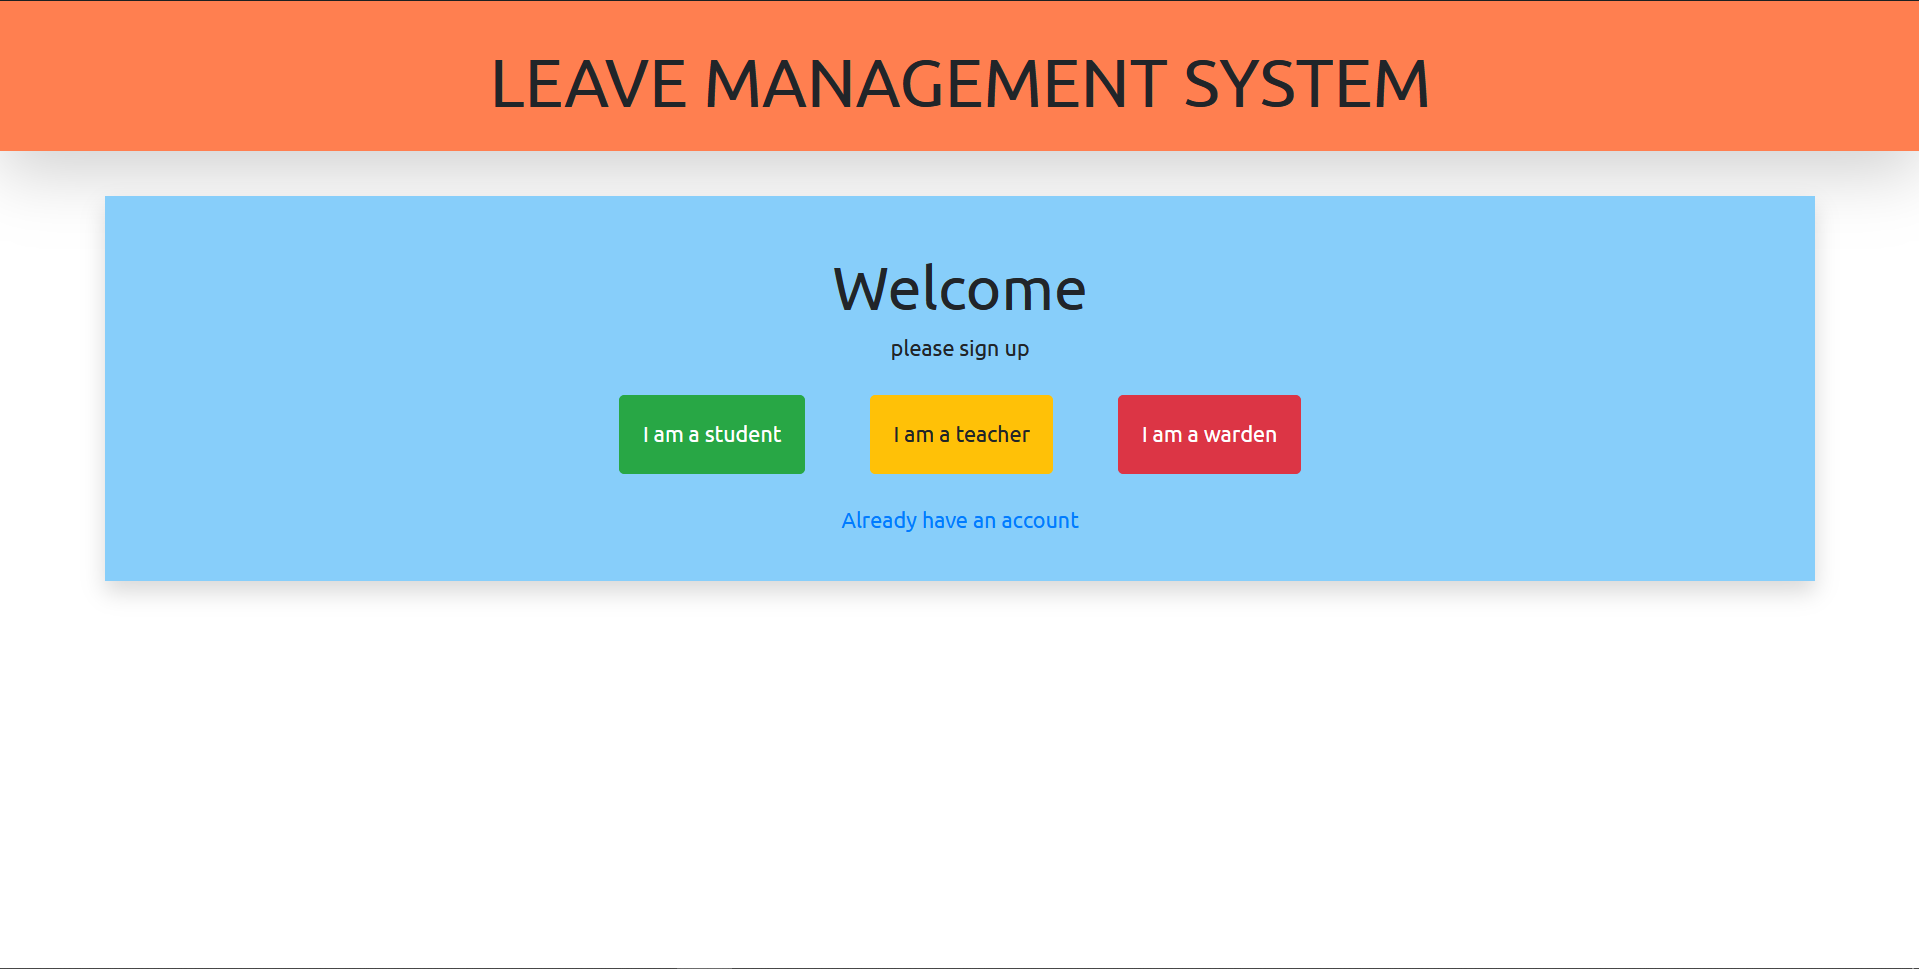 LEAVE MANAGEMENT SYSTEM
Welcome
please sign up
I am a student
I am a teacher
I am a warden
Already have an account